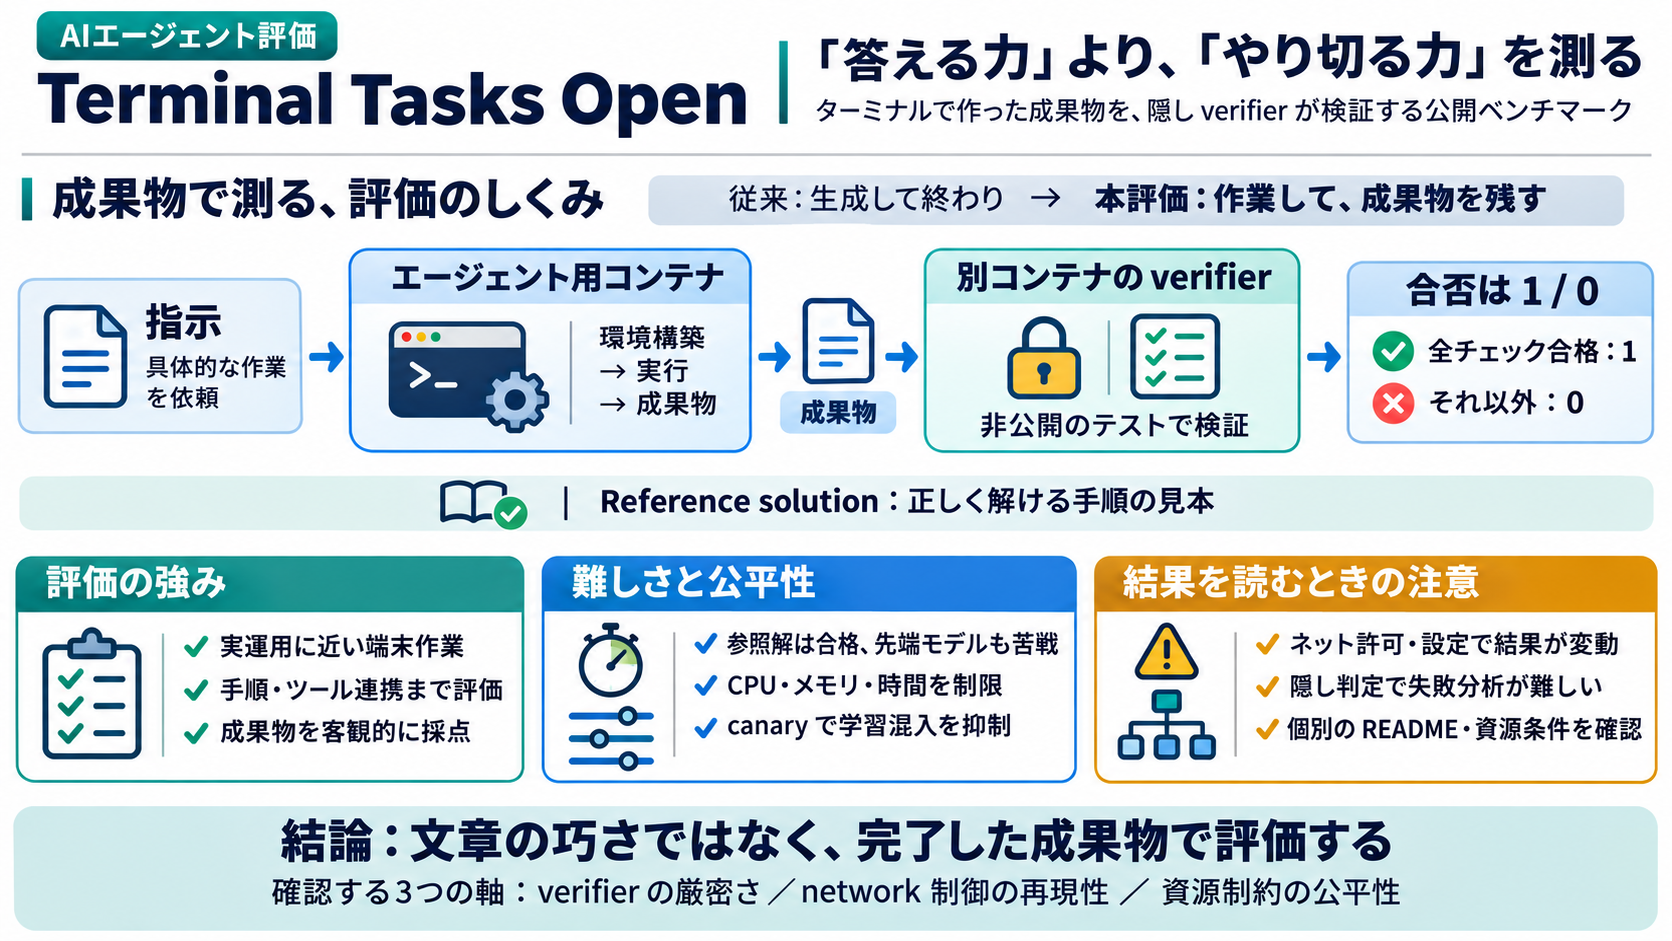 AIエージェント評価
Terminal Tasks Open
「答える力」より、「やり切る力」を測る
ターミナルで作った成果物を、隠し verifier が検証する公開ベンチマーク
成果物で測る、評価のしくみ
従来：生成して終わり → 本評価：作業して、成果物を残す
指示
具体的な作業
を依頼
エージェント用コンテナ
>_
環境構築
→ 実行
→ 成果物
成果物
別コンテナの verifier
非公開のテストで検証
合否は 1 / 0
全チェック合格：1
それ以外：0
Reference solution：正しく解ける手順の見本
評価の強み
実運用に近い端末作業
手順・ツール連携まで評価
成果物を客観的に採点
難しさと公平性
参照解は合格、先端モデルも苦戦
CPU・メモリ・時間を制限
canary で学習混入を抑制
結果を読むときの注意
ネット許可・設定で結果が変動
隠し判定で失敗分析が難しい
個別の README・資源条件を確認
結論：文章の巧さではなく、完了した成果物で評価する
確認する3つの軸：verifier の厳密さ ／ network 制御の再現性 ／ 資源制約の公平性